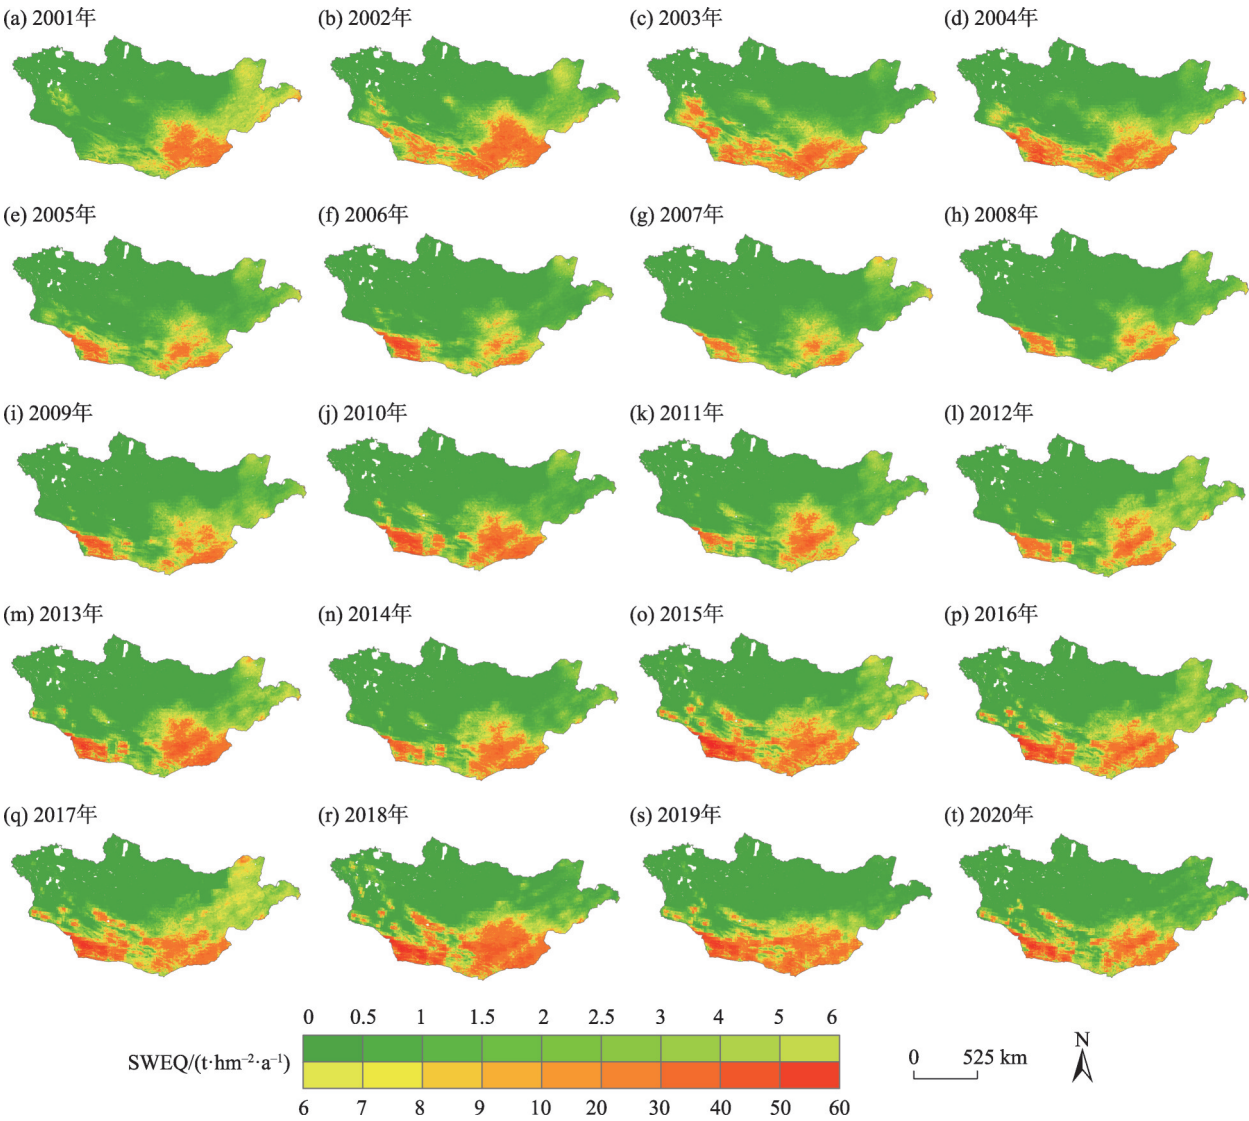 (a) 2001年 (b) 2002年 (c) 2003年 (d) 2004年
(e) 2005年 (f) 2006年 (g) 2007年 (h) 2008年
(i) 2009年 (j) 2010年 (k) 2011年 (l) 2012年
(m) 2013年 (n) 2014年 (o) 2015年 (p) 2016年
(q) 2017年 (r) 2018年 (s) 2019年 (t) 2020年
0 0.5 1 1.5 2 2.5 3 4 5 6
SWEQ/(t·hm⁻²·a⁻¹)
6 7 8 9 10 20 30 40 50 60
0 525 km
N